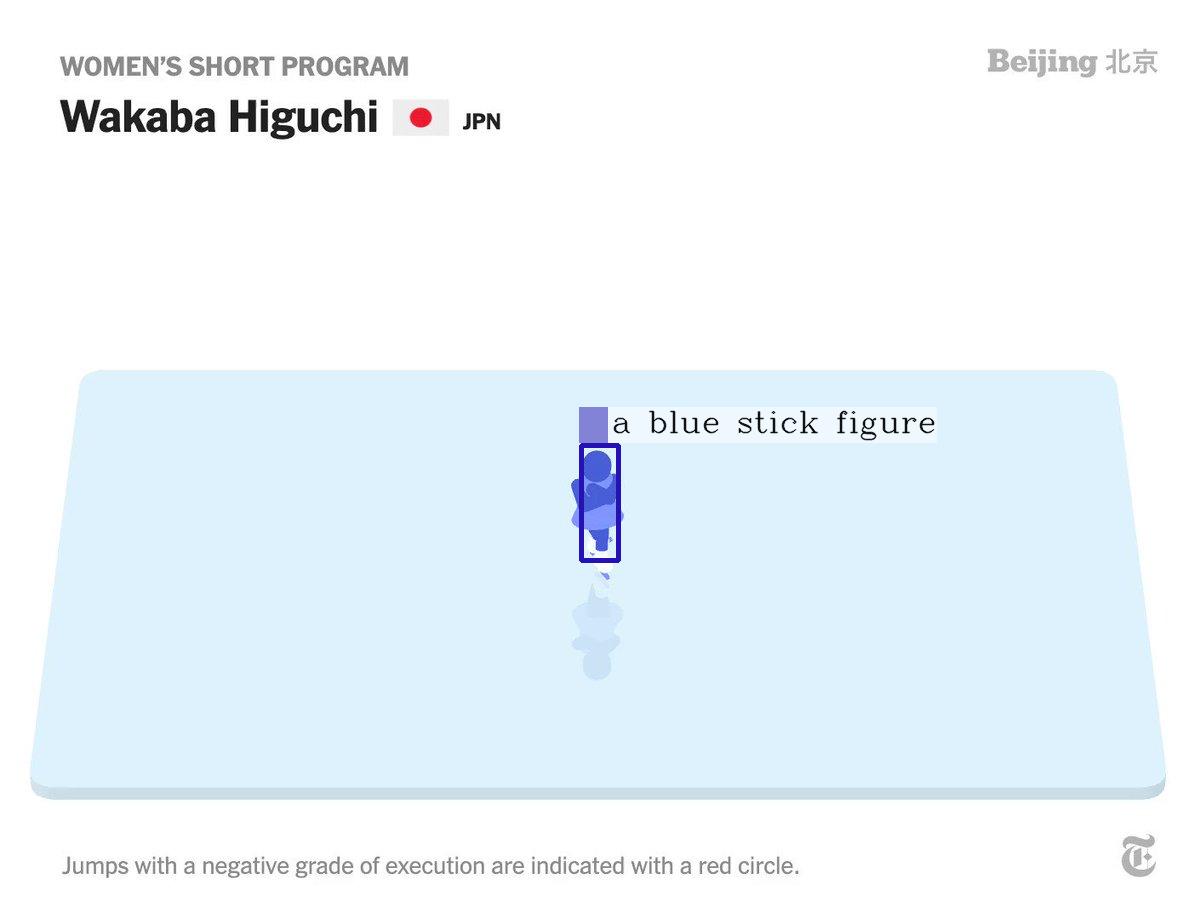 WOMEN’S SHORT PROGRAM
Beijing 北京
Wakaba Higuchi JPN
a blue stick figure
Jumps with a negative grade of execution are indicated with a red circle.
T